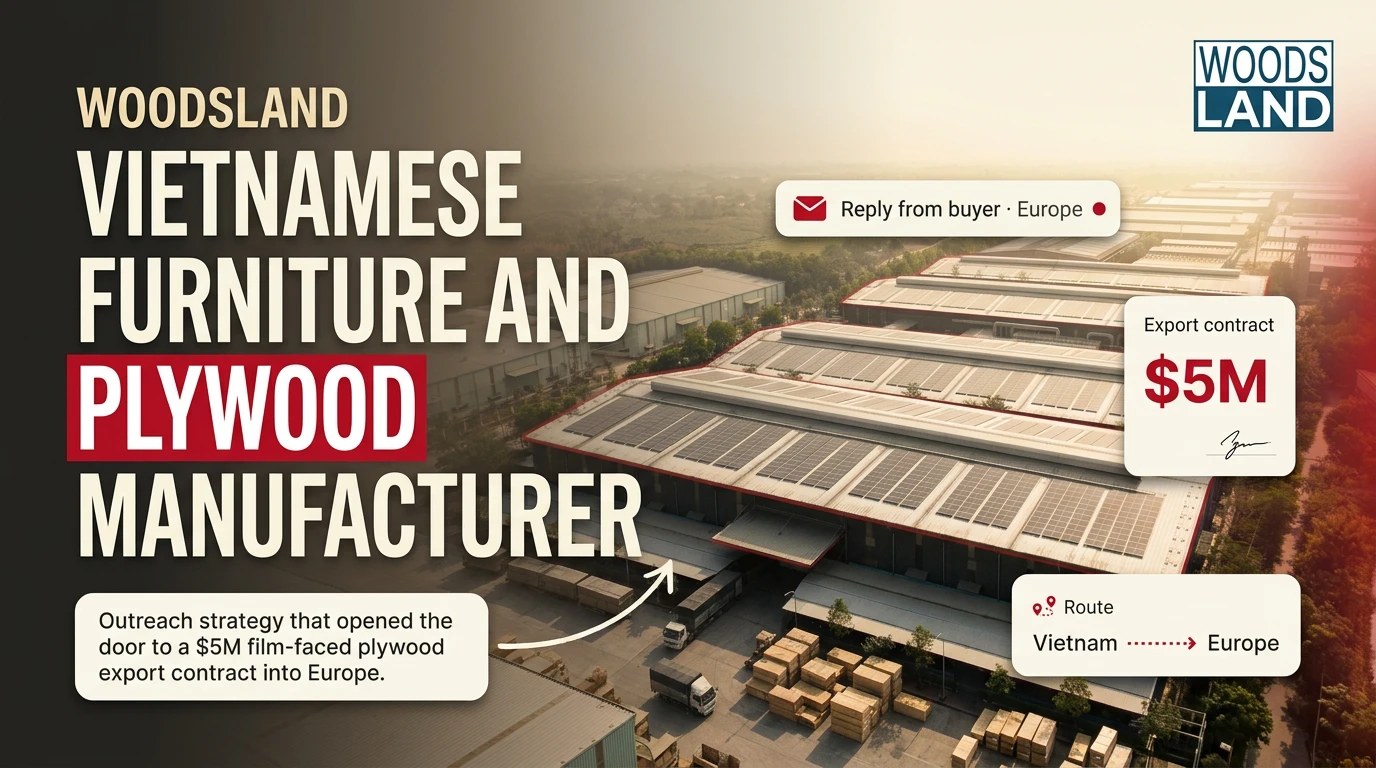 WOODSLAND
VIETNAMESE
FURNITURE AND
PLYWOOD
MANUFACTURER
Outreach strategy that opened the
door to a $5M film-faced plywood
export contract into Europe.
WOODS
LAND
Reply from buyer · Europe
Export contract
$5M
Route
Vietnam Europe